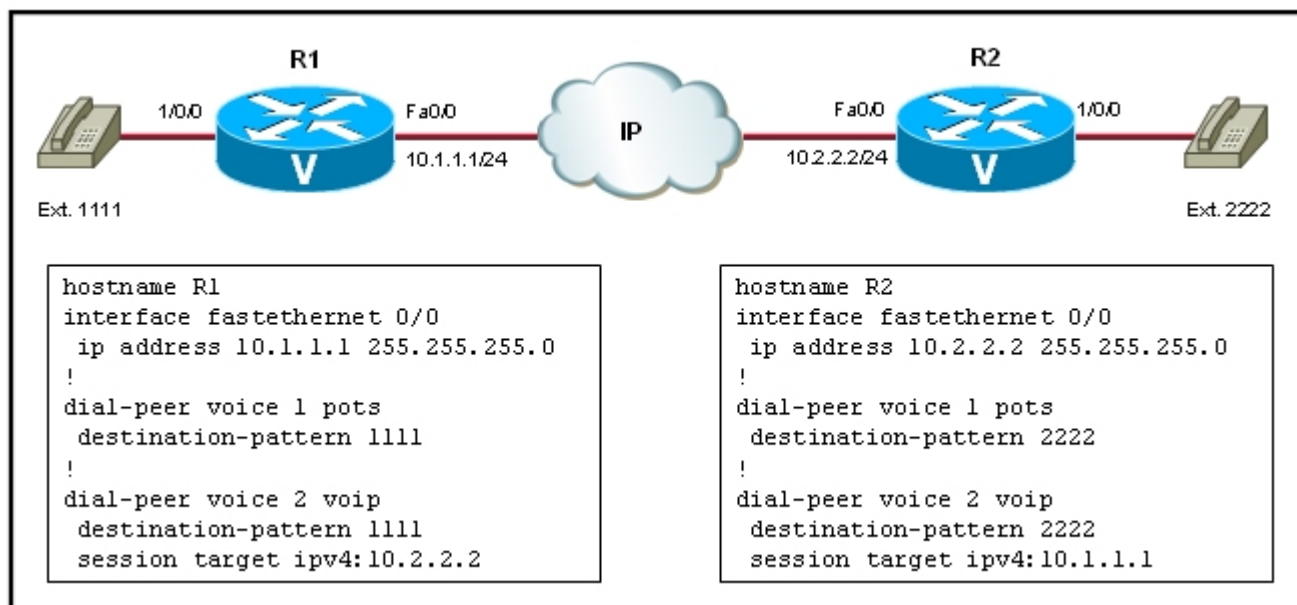 R1
R2
1/0/0
Fa0/0
IP
Fa0/0
1/0/0
V
10.1.1.1/24
10.2.2.2/24
V
Ext. 1111
Ext. 2222
hostname R1
interface fastethernet 0/0
ip address 10.1.1.1 255.255.255.0
!
dial-peer voice 1 pots
destination-pattern 1111
!
dial-peer voice 2 voip
destination-pattern 1111
session target ipv4:10.2.2.2
hostname R2
interface fastethernet 0/0
ip address 10.2.2.2 255.255.255.0
!
dial-peer voice 1 pots
destination-pattern 2222
!
dial-peer voice 2 voip
destination-pattern 2222
session target ipv4:10.1.1.1